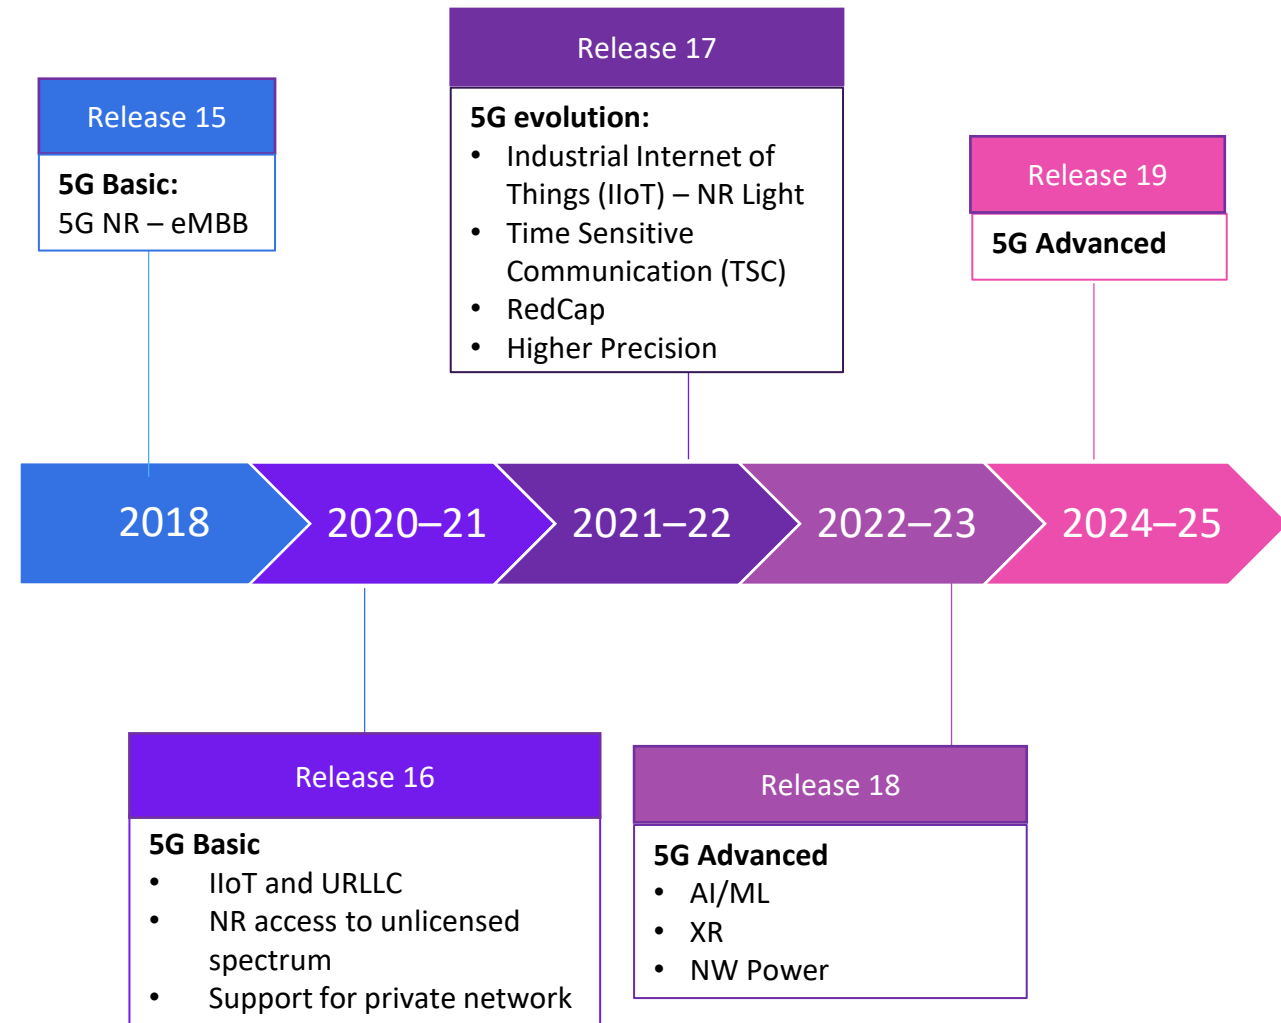 Release 17
5G evolution:
• Industrial Internet of
Things (IIoT) – NR Light
• Time Sensitive
Communication (TSC)
• RedCap
• Higher Precision
Release 15
5G Basic:
5G NR – eMBB
Release 19
5G Advanced
2018
2020–21
2021–22
2022–23
2024–25
Release 16
5G Basic
• IIoT and URLLC
• NR access to unlicensed
spectrum
• Support for private network
Release 18
5G Advanced
• AI/ML
• XR
• NW Power